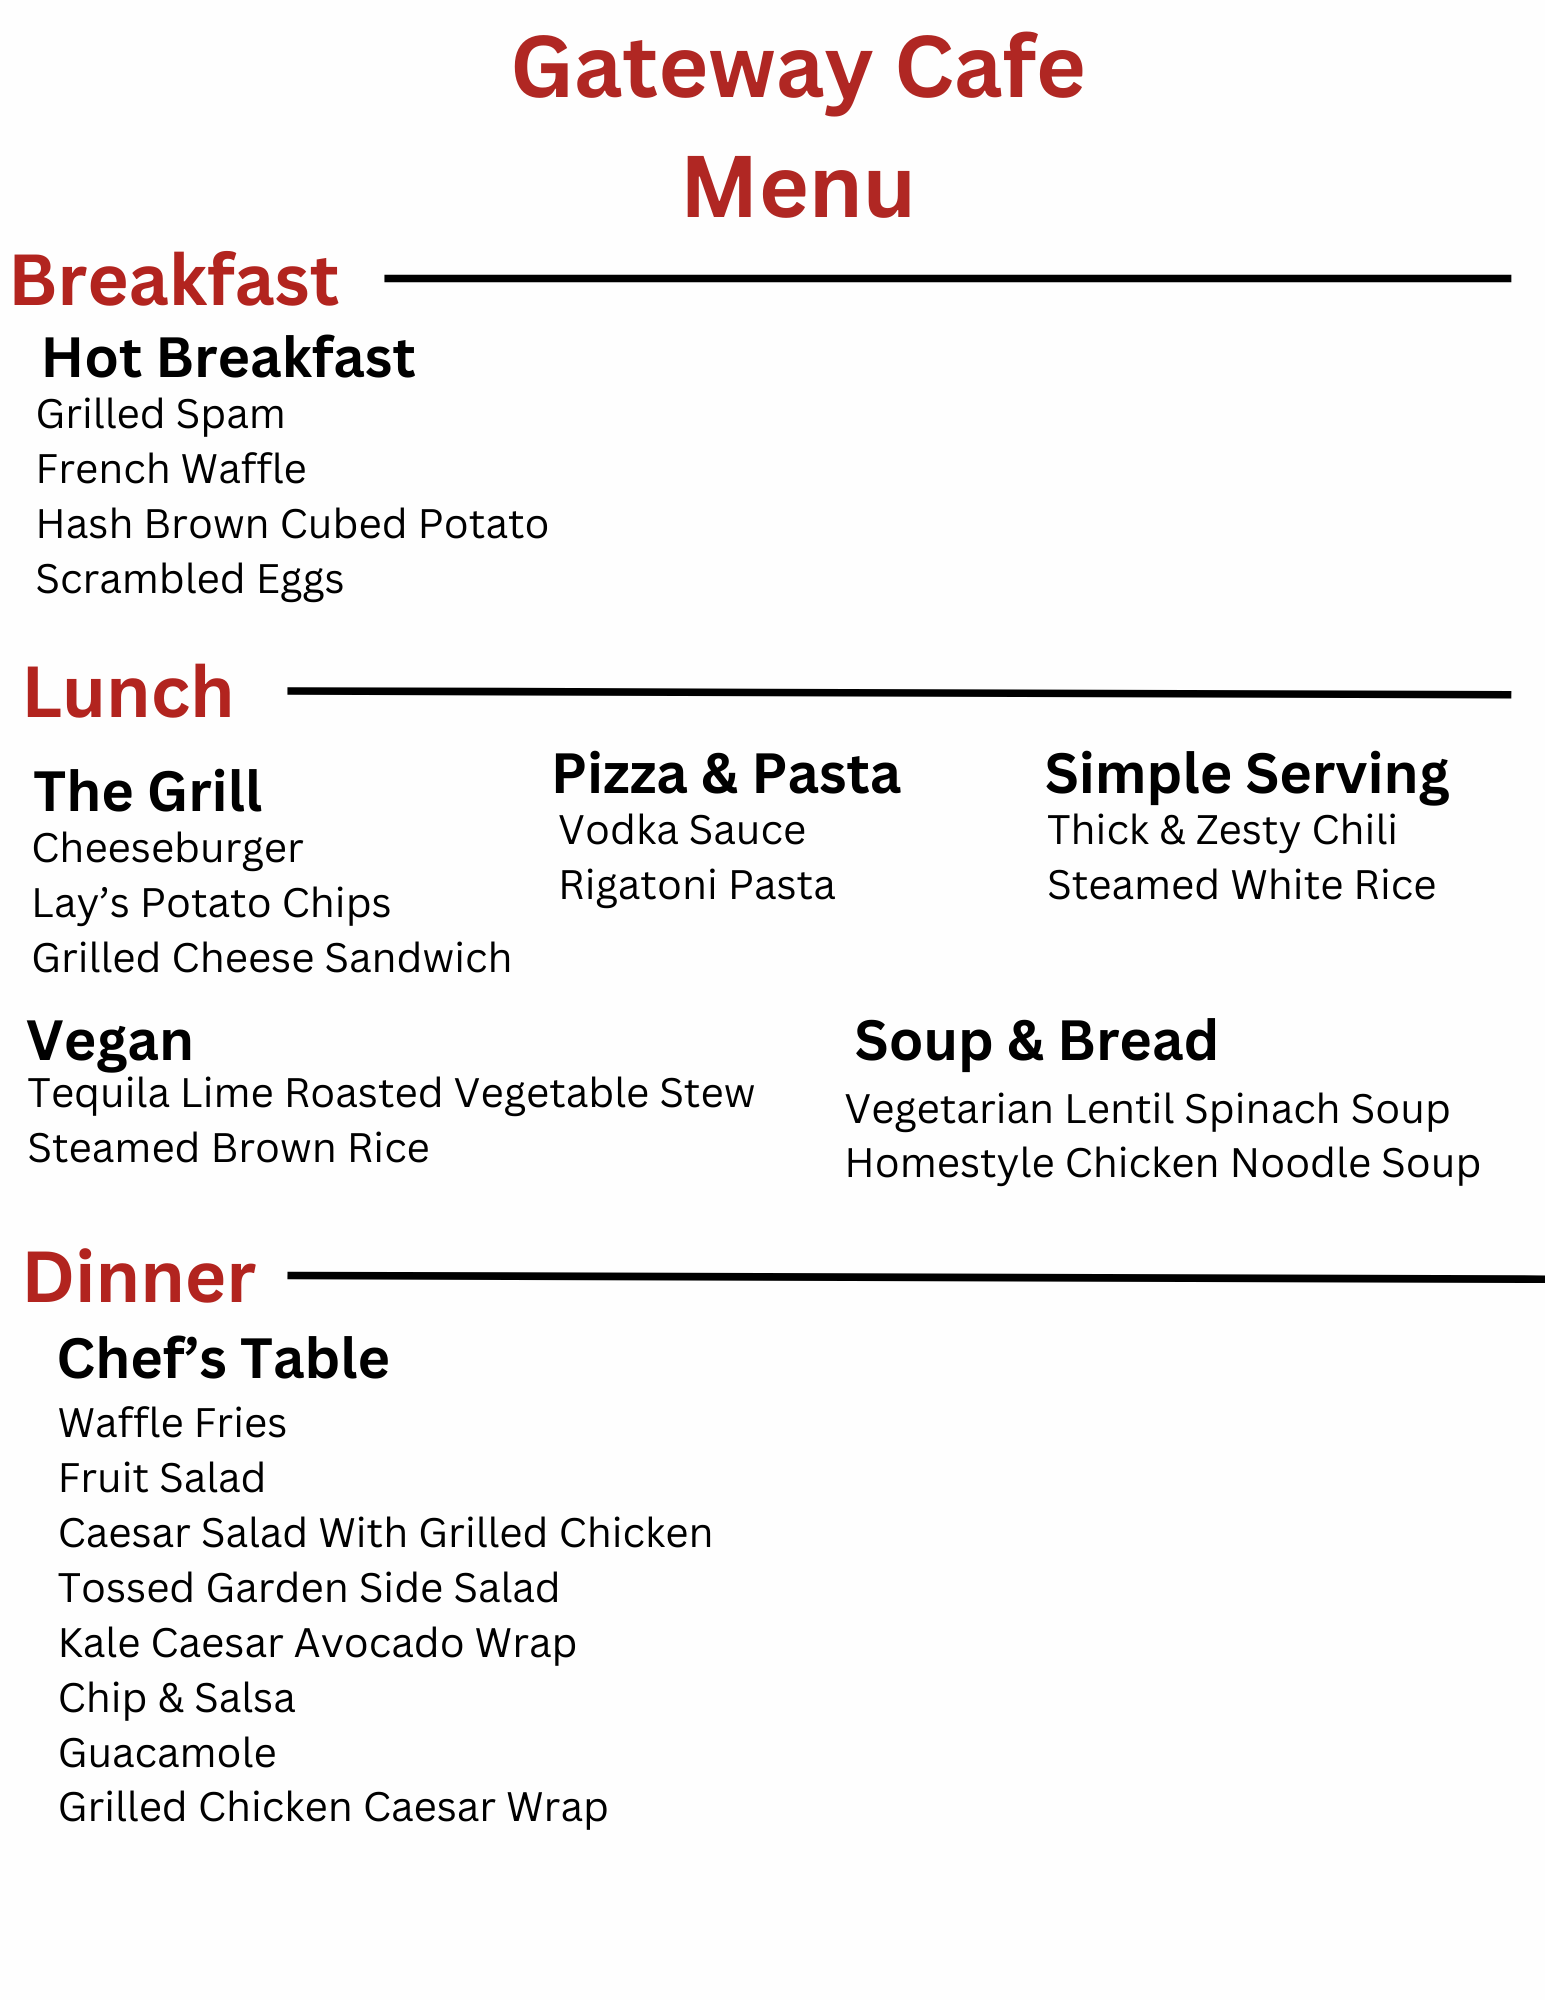 Gateway Cafe
Menu
Breakfast
Hot Breakfast
Grilled Spam
French Waffle
Hash Brown Cubed Potato
Scrambled Eggs
Lunch
The Grill
Cheeseburger
Lay’s Potato Chips
Grilled Cheese Sandwich
Pizza & Pasta
Vodka Sauce
Rigatoni Pasta
Simple Serving
Thick & Zesty Chili
Steamed White Rice
Vegan
Tequila Lime Roasted Vegetable Stew
Steamed Brown Rice
Soup & Bread
Vegetarian Lentil Spinach Soup
Homestyle Chicken Noodle Soup
Dinner
Chef’s Table
Waffle Fries
Fruit Salad
Caesar Salad With Grilled Chicken
Tossed Garden Side Salad
Kale Caesar Avocado Wrap
Chip & Salsa
Guacamole
Grilled Chicken Caesar Wrap